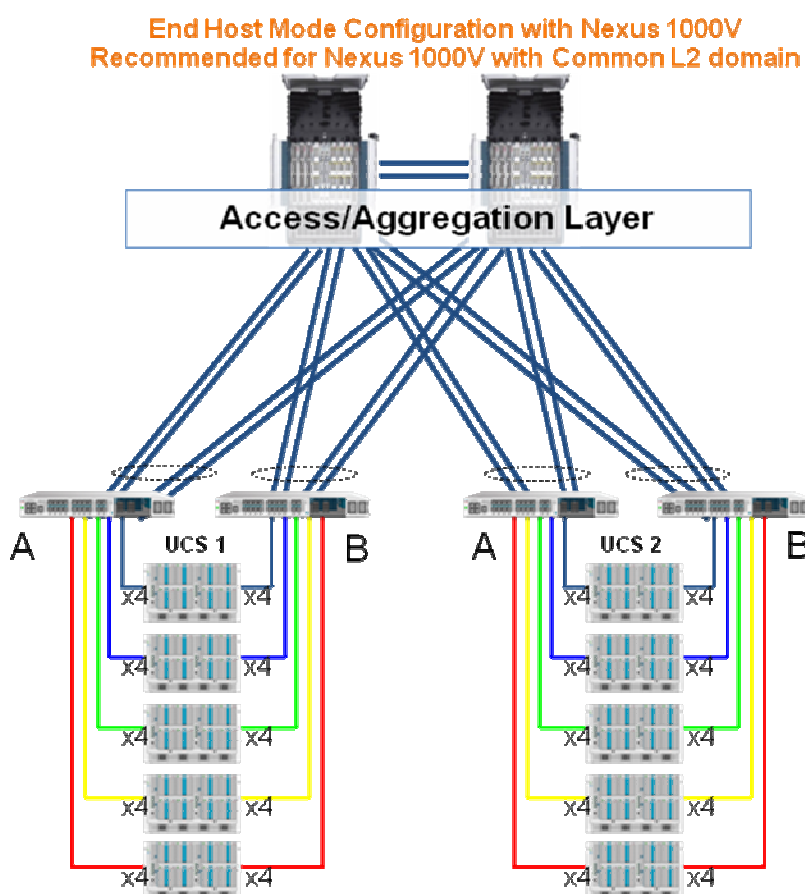 End Host Mode Configuration with Nexus 1000V
Recommended for Nexus 1000V with Common L2 domain
Access/Aggregation Layer
A UCS 1 B A UCS 2 B
x4 x4 x4 x4
x4 x4 x4 x4
x4 x4 x4 x4
x4 x4 x4 x4
x4 x4 x4 x4